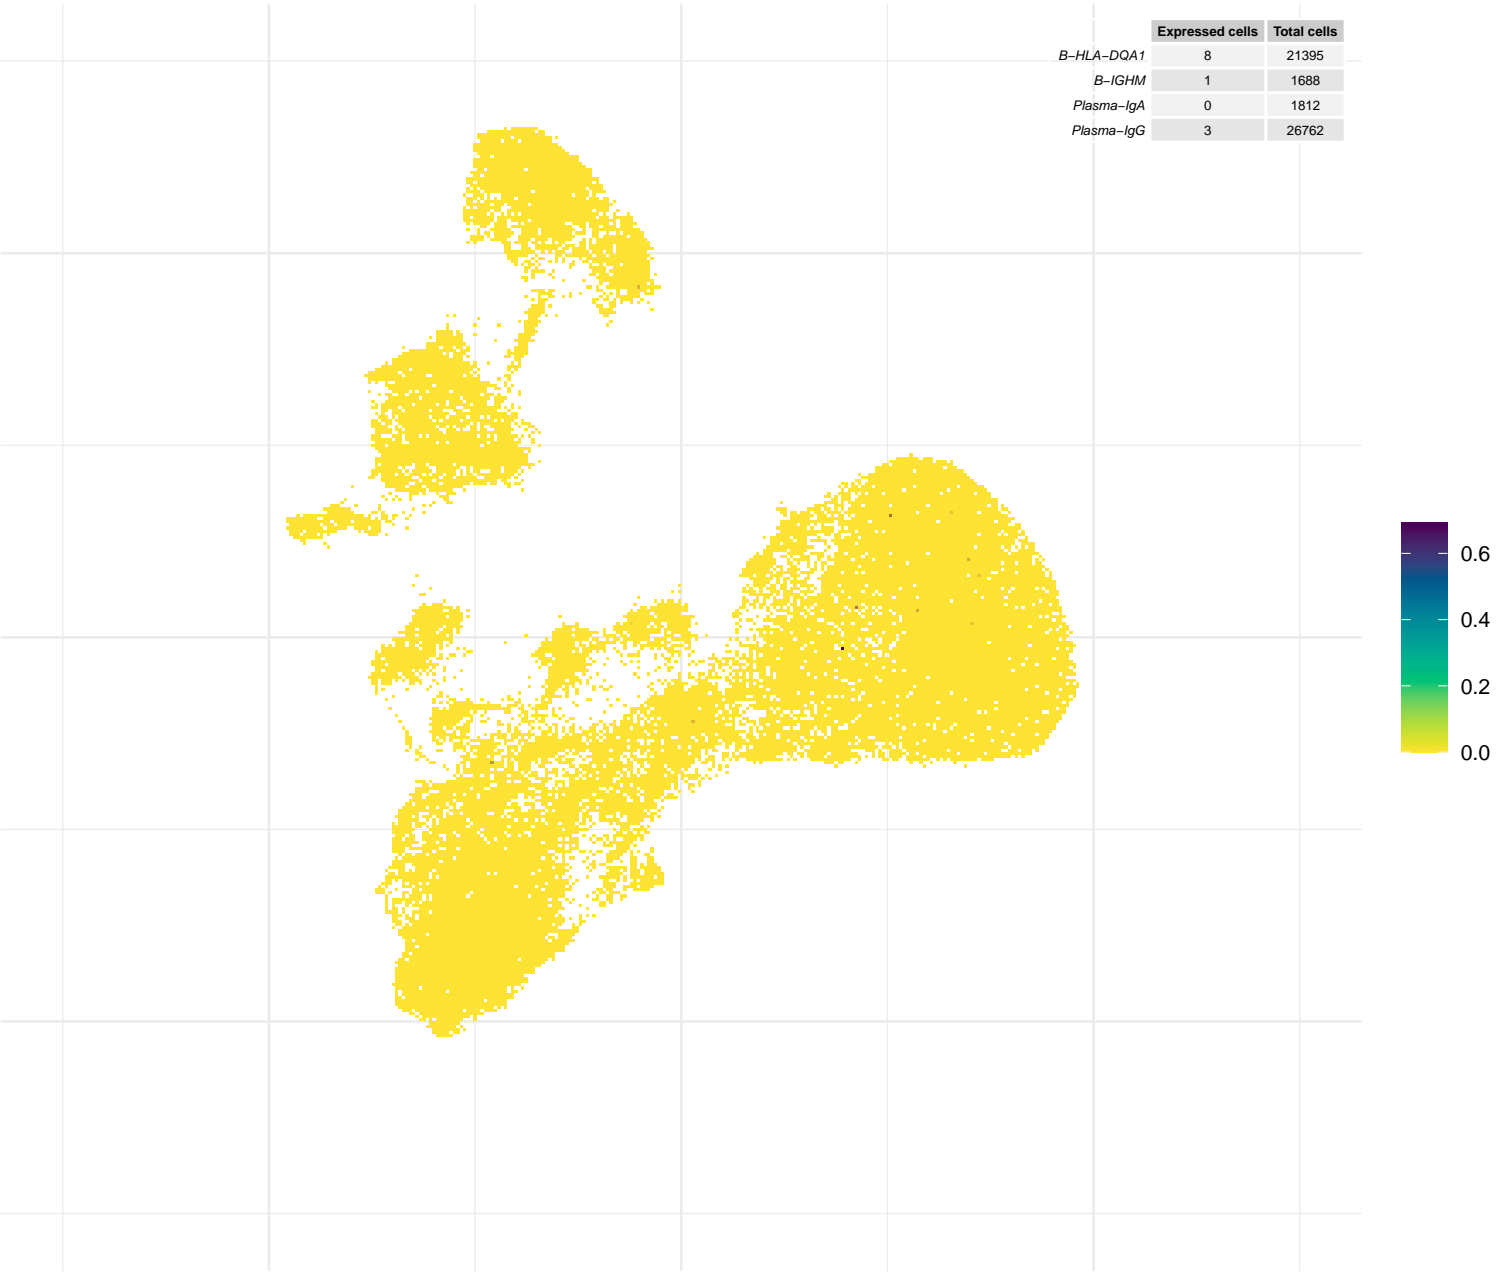 Expressed cells Total cells
B−HLA−DQA1 8 21395
B−IGHM 1 1688
Plasma−IgA 0 1812
Plasma−IgG 3 26762
0.6
0.4
0.2
0.0